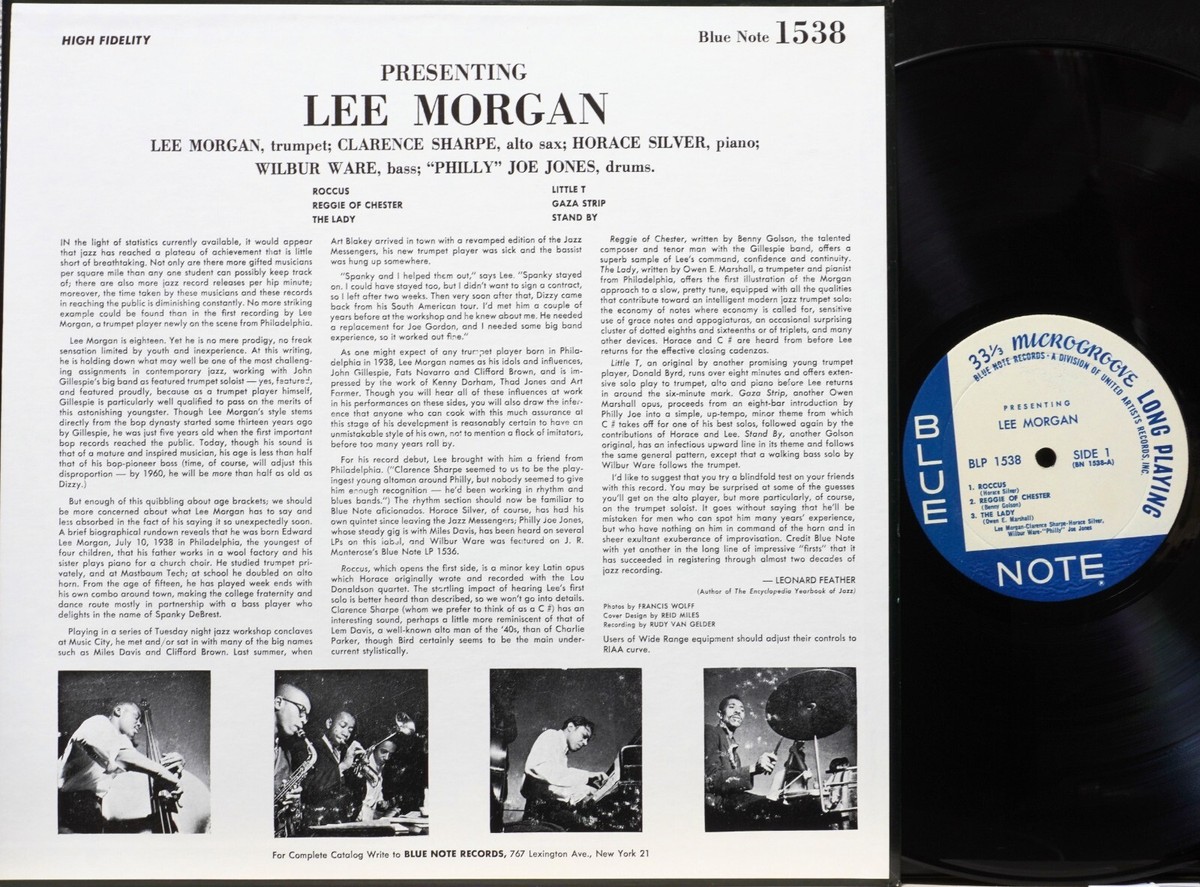 HIGH FIDELITY
Blue Note 1538
PRESENTING
LEE MORGAN
LEE MORGAN, trumpet; CLARENCE SHARPE, alto sax; HORACE SILVER, piano;
WILBUR WARE, bass; “PHILLY” JOE JONES, drums.
ROCCUS
REGGIE OF CHESTER
THE LADY
LITTLE T
GAZA STRIP
STAND BY
IN the light of statistics currently available, it would appear
that jazz has reached a plateau of achievement that is little
short of breathtaking. Not only are there more gifted musicians
per square mile than any one student can possibly keep track
of; there are also more jazz record releases per hip minute;
moreover, the time taken by these musicians and these records
in reaching the public is diminishing constantly. No more striking
example could be found than in the first recording by Lee
Morgan, a trumpet player newly on the scene from Philadelphia.
Lee Morgan is eighteen. Yet he is no mere prodigy, no freak
sensation limited by youth and inexperience. At this writing,
he is holding down what may well be one of the most challeng-
ing assignments in contemporary jazz, working with John
Gillespie's big band as featured trumpet soloist — yes, featured,
and featured proudly, because as a trumpet player himself,
Gillespie is particularly well qualified to pass on the merits of
this astonishing youngster. Though Lee Morgan's style stems
directly from the bop dynasty started some thirteen years ago
by Gillespie, he was just five years old when the first important
bop records reached the public. Today, though his sound is
that of a mature and inspired musician, his age is less than half
that of his bop-pioneer bass (time, of course, will adjust this
disproportion — by 1960, he will be more than half as old as
Dizzy.)
But enough of this quibbling about age brackets; we should
be more concerned about what Lee Morgan has to say and
less absorbed in the fact of his saying it so unexpectedly soon.
A brief biographical rundown reveals that he was born Edward
Lee Morgan, July 10, 1938 in Philadelphia, the youngest of
four children, that his father works in a wool factory and his
sister plays piano for a church choir. He studied trumpet pri-
vately, and at Mastbaum Tech; at school he doubled on alto
horn. From the age of fifteen, he has played week ends with
his own combo around town, making the college fraternity and
dance route mostly in partnership with a bass player who
delights in the name of Spanky DeBrest.
Playing in a series of Tuesday night jazz workshop conclaves
at Music City, he met and/or sat in with many of the big names
such as Miles Davis and Clifford Brown. Last summer, when
Art Blakey arrived in town with a revamped edition of the Jazz
Messengers, his new trumpet player was sick and the bassist
was hung up somewhere.
“Spanky and I helped them out,” says Lee. “Spanky stayed
on. I could have stayed too, but I didn't want to sign a contract,
so I left after two weeks. Then very soon after that, Dizzy came
back from his South American tour. I'd met him a couple of
years before at the workshop and he knew about me. He needed
a replacement for Joe Gordon, and I needed some big band
experience, so it worked out fine.”
As one might expect of any trumpet player born in Phila-
delphia in 1938, Lee Morgan names as his idols and influences,
John Gillespie, Fats Navarro and Clifford Brown, and is im-
pressed by the work of Kenny Dorham, Thad Jones and Art
Farmer. Though you will hear all of these influences at work
in his performances on these sides, you will also draw the infer-
ence that anyone who can cook with this much assurance at
this stage of his development is reasonably certain to have an
unmistakable style of his own, not to mention a flock of imitators,
before too many years roll by.
For his record debut, Lee brought with him a friend from
Philadelphia. (“Clarence Sharpe seemed to us to be the play-
ingest young altoman around Philly, but nobody seemed to give
him enough recognition — he'd been working in rhythm and
blues bands.”) The rhythm section should now be familiar to
Blue Note aficionados. Horace Silver, of course, has had his
own quintet since leaving the Jazz Messengers; Philly Joe Jones,
whose steady gig is with Miles Davis, has been heard on several
LPs on this label, and Wilbur Ware was featured on J. R.
Monterose's Blue Note LP 1536.
Roccus, which opens the first side, is a minor key Latin opus
which Horace originally wrote and recorded with the Lou
Donaldson quartet. The startling impact of hearing Lee's first
solo is better heard than described, so we won't go into details.
Clarence Sharpe (whom we prefer to think of as a C #) has an
interesting sound, perhaps a little more reminiscent of that of
Lem Davis, a well-known alto man of the '40s, than of Charlie
Parker, though Bird certainly seems to be the main under-
current stylistically.
Reggie of Chester, written by Benny Golson, the talented
composer and tenor man with the Gillespie band, offers a
superb sample of Lee's command, confidence and continuity.
The Lady, written by Owen E. Marshall, a trumpeter and pianist
from Philadelphia, offers the first illustration of the Morgan
approach to a slow, pretty tune, equipped with all the qualities
that contribute toward an intelligent modern jazz trumpet solo:
the economy of notes where economy is called for, sensitive
use of grace notes and appogiaturas, an occasional surprising
cluster of dotted eighths and sixteenths or of triplets, and many
other devices. Horace and C # are heard from before Lee
returns for the effective closing cadenzas.
Little T, an original by another promising young trumpet
player, Donald Byrd, runs over eight minutes and offers exten-
sive solo play to trumpet, alto and piano before Lee returns
in around the six-minute mark. Gaza Strip, another Owen
Marshall opus, proceeds from an eight-bar introduction by
Philly Joe into a simple, up-tempo, minor theme from which
C # takes off for one of his best solos, followed again by the
contributions of Horace and Lee. Stand By, another Golson
original, has an infectious upward line in its theme and follows
the same general pattern, except that a walking bass solo by
Wilbur Ware follows the trumpet.
I'd like to suggest that you try a blindfold test on your friends
with this record. You may be surprised at some of the guesses
you'll get on the alto player, but more particularly, of course,
on the trumpet soloist. It goes without saying that he'll be
mistaken for men who can spot him many years' experience,
but who have nothing on him in command of the horn and in
sheer exultant exuberance of improvisation. Credit Blue Note
with yet another in the long line of impressive “firsts” that it
has succeeded in registering through almost two decades of
jazz recording.
— LEONARD FEATHER
(Author of The Encyclopedia Yearbook of Jazz)
Photos by FRANCIS WOLFF
Cover Design by REID MILES
Recording by RUDY VAN GELDER
Users of Wide Range equipment should adjust their controls to
RIAA curve.
For Complete Catalog Write to BLUE NOTE RECORDS, 767 Lexington Ave., New York 21
33⅓ MICROGROOVE LONG PLAYING
BLUE NOTE RECORDS · A DIVISION OF UNITED ARTISTS RECORDS, INC.
PRESENTING
LEE MORGAN
BLP 1538
SIDE 1
(BN 1538-A)
1. ROCCUS
(Horace Silver)
2. REGGIE OF CHESTER
(Benny Golson)
3. THE LADY
(Owen E. Marshall)
Lee Morgan-Clarence Sharpe-Horace Silver,
Wilbur Ware-"Philly" Joe Jones
BLUE
NOTE